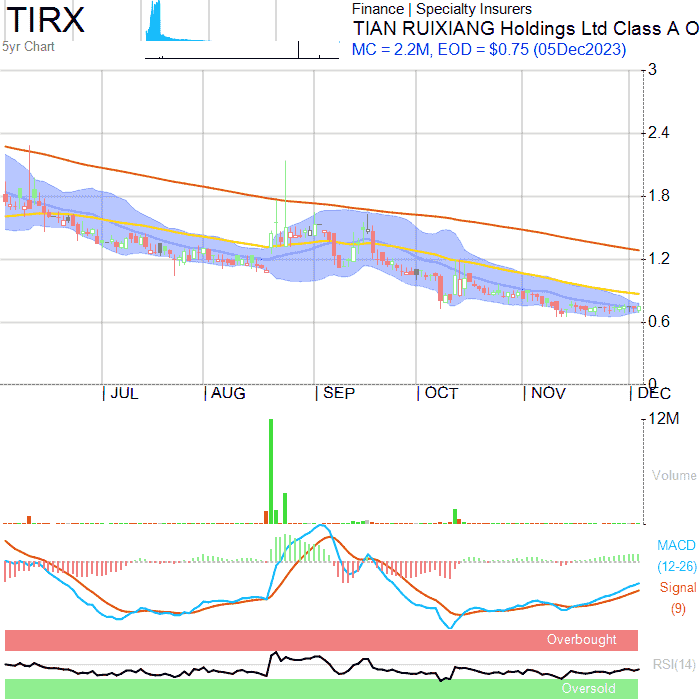 TIRX
5yr Chart
Finance | Specialty Insurers
TIAN RUIXIANG Holdings Ltd Class A O
MC = 2.2M, EOD = $0.75 (05Dec2023)
3
2.4
1.8
1.2
0.6
0
JUL AUG SEP OCT NOV DEC
12M
Volume
MACD
(12-26)
Signal
(9)
Overbought
RSI(14)
Oversold